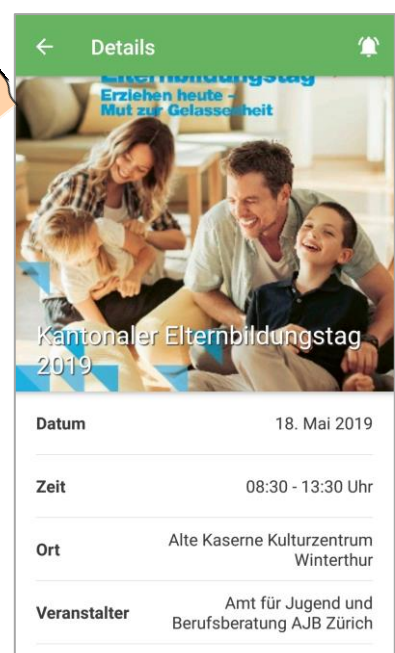 Details
Elternbildungstag
Erziehen heute –
Mut zur Gelassenheit
Kantonaler Elternbildungstag
2019
Datum
18. Mai 2019
Zeit
08:30 - 13:30 Uhr
Ort
Alte Kaserne Kulturzentrum
Winterthur
Veranstalter
Amt für Jugend und
Berufsberatung AJB Zürich